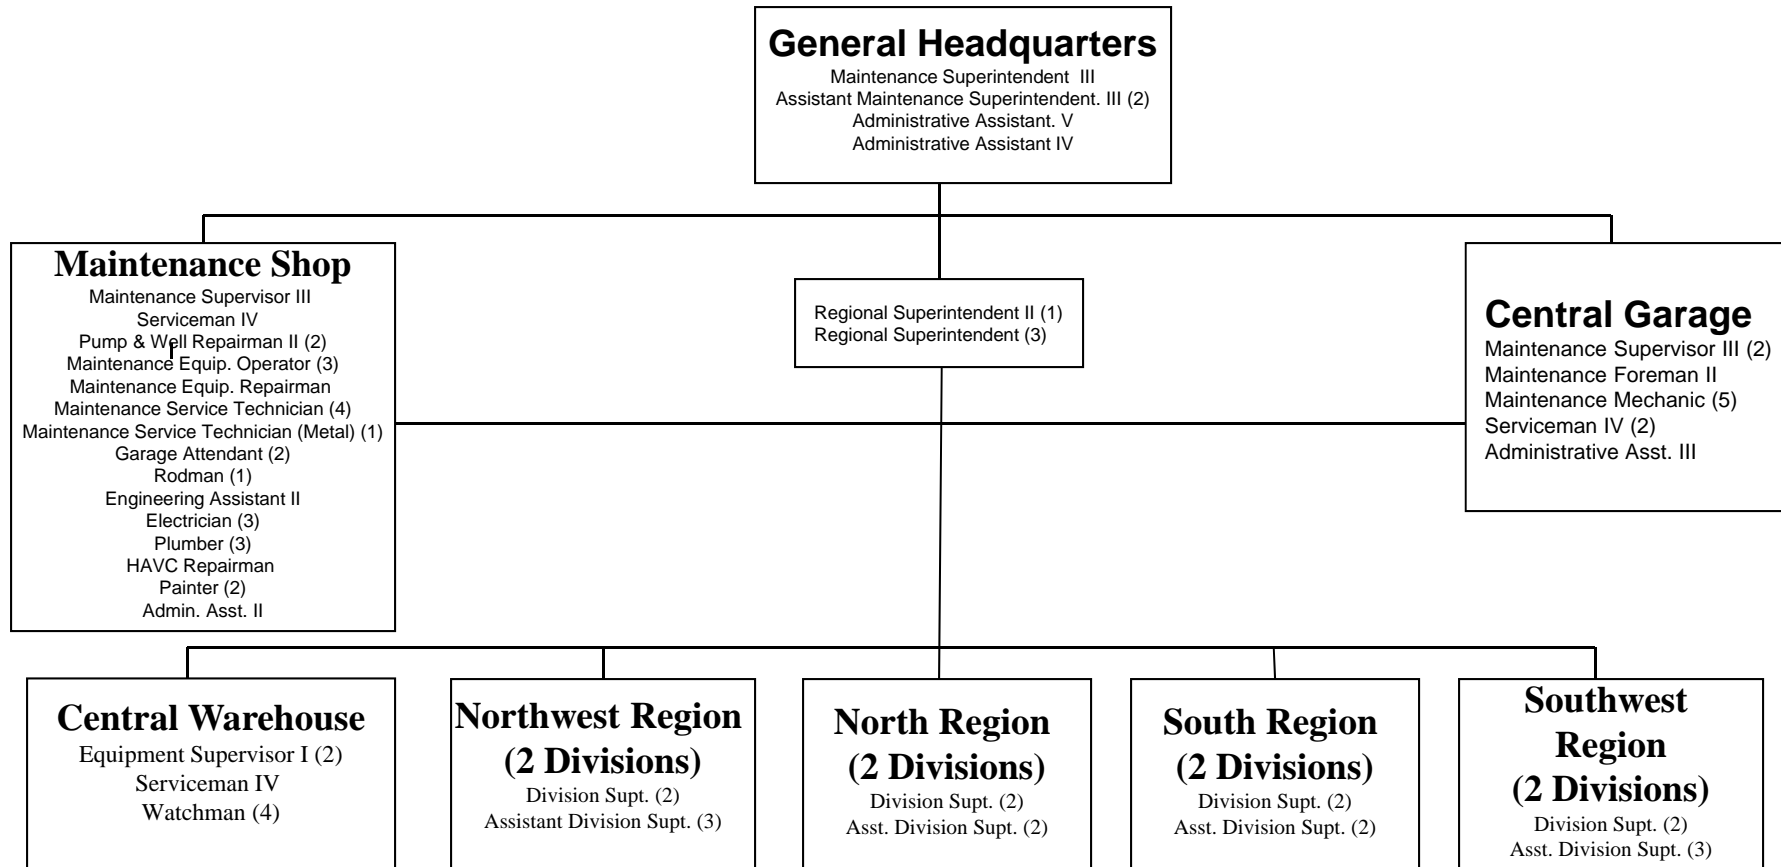 General Headquarters
Maintenance Superintendent III
Assistant Maintenance Superintendent. III (2)
Administrative Assistant. V
Administrative Assistant IV
Maintenance Shop
Maintenance Supervisor III
Serviceman IV
Pump & Well Repairman II (2)
Maintenance Equip. Operator (3)
Maintenance Equip. Repairman
Maintenance Service Technician (4)
Maintenance Service Technician (Metal) (1)
Garage Attendant (2)
Rodman (1)
Engineering Assistant II
Electrician (3)
Plumber (3)
HAVC Repairman
Painter (2)
Admin. Asst. II
Regional Superintendent II (1)
Regional Superintendent (3)
Central Garage
Maintenance Supervisor III (2)
Maintenance Foreman II
Maintenance Mechanic (5)
Serviceman IV (2)
Administrative Asst. III
Central Warehouse
Equipment Supervisor I (2)
Serviceman IV
Watchman (4)
Northwest Region
(2 Divisions)
Division Supt. (2)
Assistant Division Supt. (3)
North Region
(2 Divisions)
Division Supt. (2)
Asst. Division Supt. (2)
South Region
(2 Divisions)
Division Supt. (2)
Asst. Division Supt. (2)
Southwest
Region
(2 Divisions)
Division Supt. (2)
Asst. Division Supt. (3)